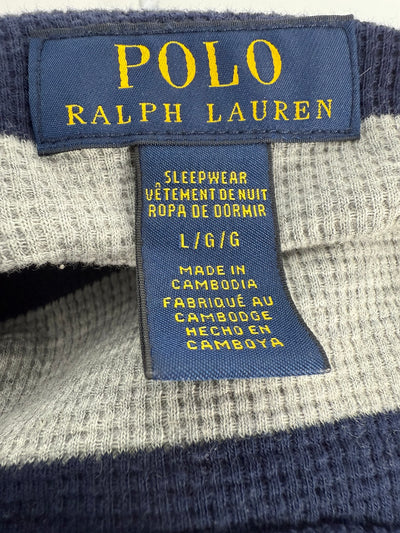 POLO
RALPH LAUREN
SLEEPWEAR
VÊTEMENT DE NUIT
ROPA DE DORMIR
L/G/G
MADE IN
CAMBODIA
FABRIQUÉ AU
CAMBODGE
HECHO EN
CAMBOYA